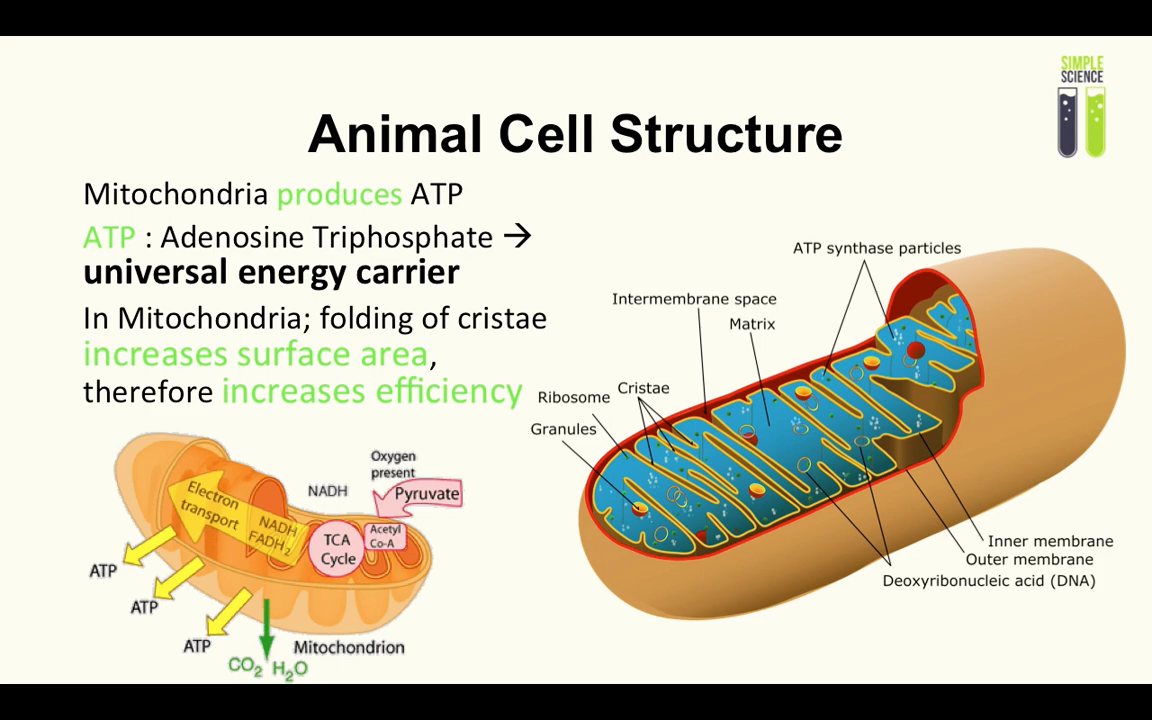 SIMPLE
SCIENCE
Animal Cell Structure
Mitochondria produces ATP
ATP : Adenosine Triphosphate →
universal energy carrier
In Mitochondria; folding of cristae
increases surface area,
therefore increases efficiency
ATP synthase particles
Intermembrane space
Matrix
Cristae
Ribosome
Granules
Inner membrane
Outer membrane
Deoxyribonucleic acid (DNA)
Oxygen
present
NADH
Pyruvate
Electron
transport
NADH
FADH₂
TCA
Cycle
Acetyl
Co-A
ATP
ATP
ATP
Mitochondrion
CO₂ H₂O